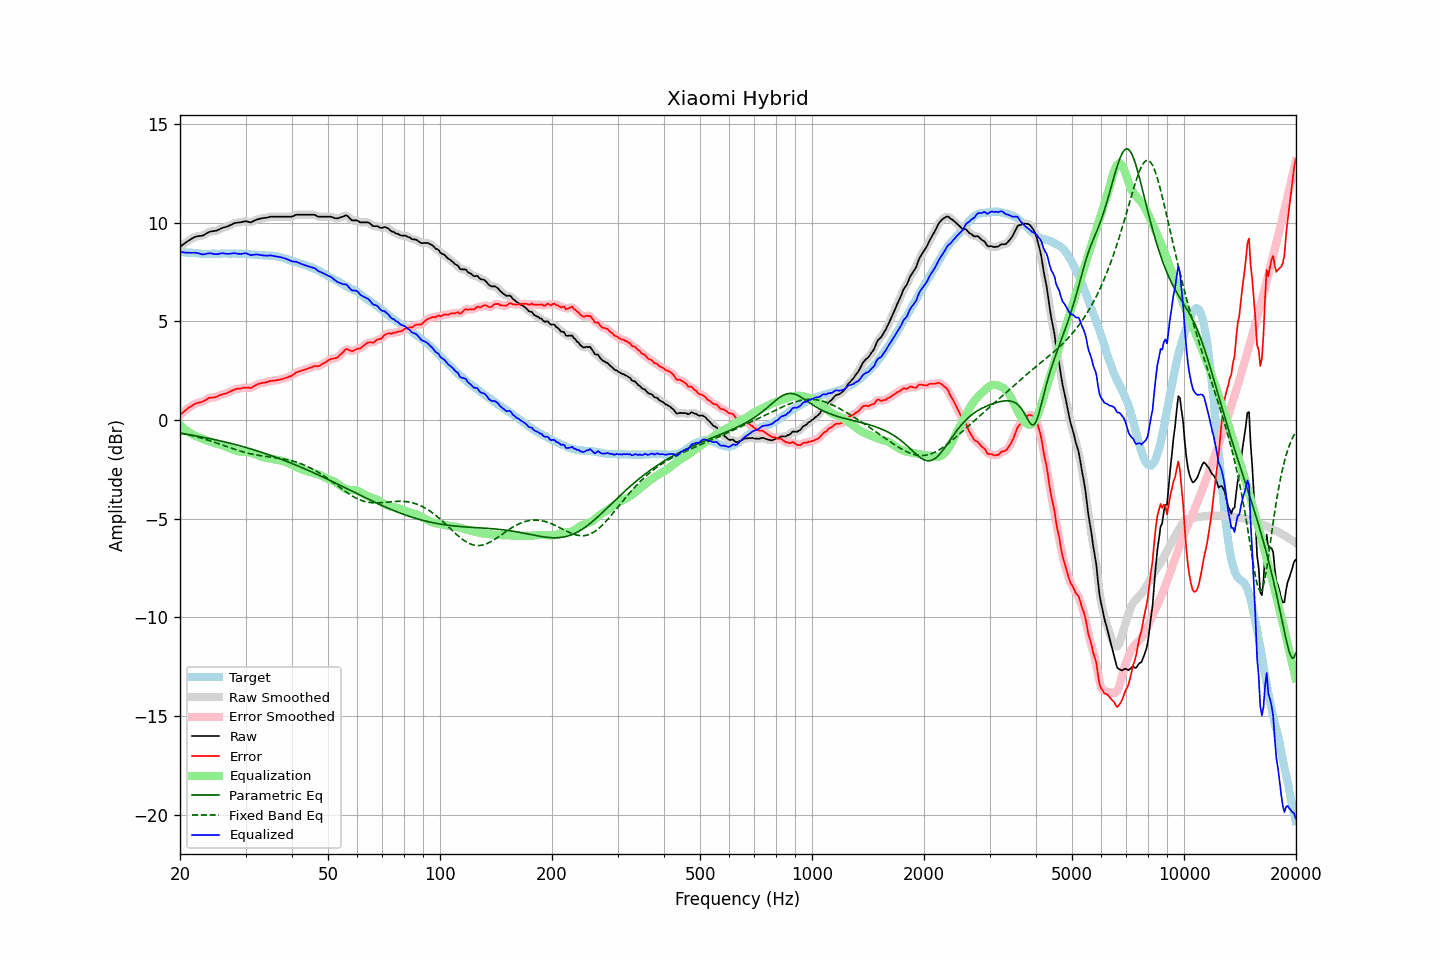 Xiaomi Hybrid
Amplitude (dBr)
15
10
5
0
−5
−10
−15
−20
Target
Raw Smoothed
Error Smoothed
Raw
Error
Equalization
Parametric Eq
Fixed Band Eq
Equalized
20 50 100 200 500 1000 2000 5000 10000 20000
Frequency (Hz)